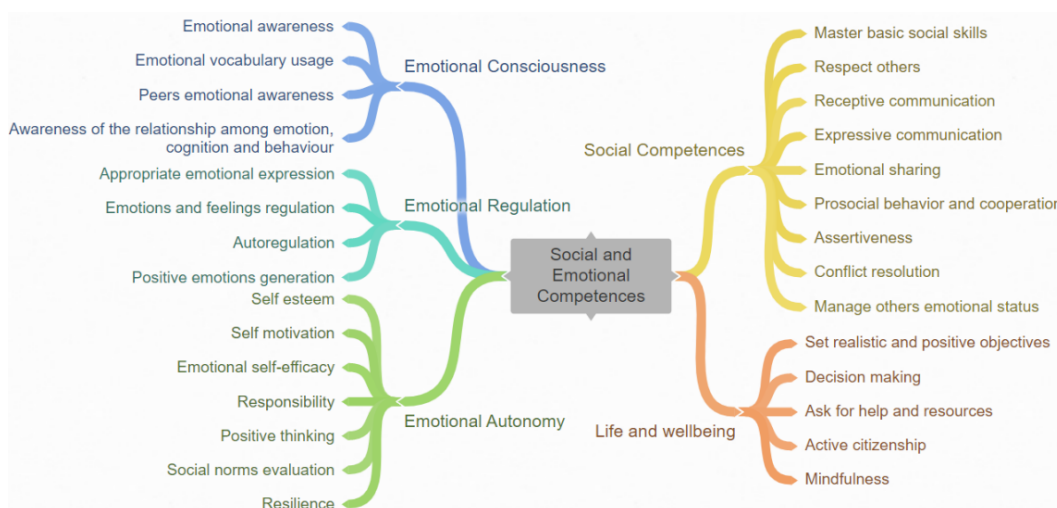 Emotional awareness
Emotional vocabulary usage
Peers emotional awareness
Awareness of the relationship among emotion,
cognition and behaviour
Emotional Consciousness
Appropriate emotional expression
Emotions and feelings regulation
Autoregulation
Positive emotions generation
Emotional Regulation
Self esteem
Self motivation
Emotional self-efficacy
Responsibility
Positive thinking
Social norms evaluation
Resilience
Emotional Autonomy
Social and
Emotional
Competences
Social Competences
Master basic social skills
Respect others
Receptive communication
Expressive communication
Emotional sharing
Prosocial behavior and cooperation
Assertiveness
Conflict resolution
Manage others emotional status
Life and wellbeing
Set realistic and positive objectives
Decision making
Ask for help and resources
Active citizenship
Mindfulness